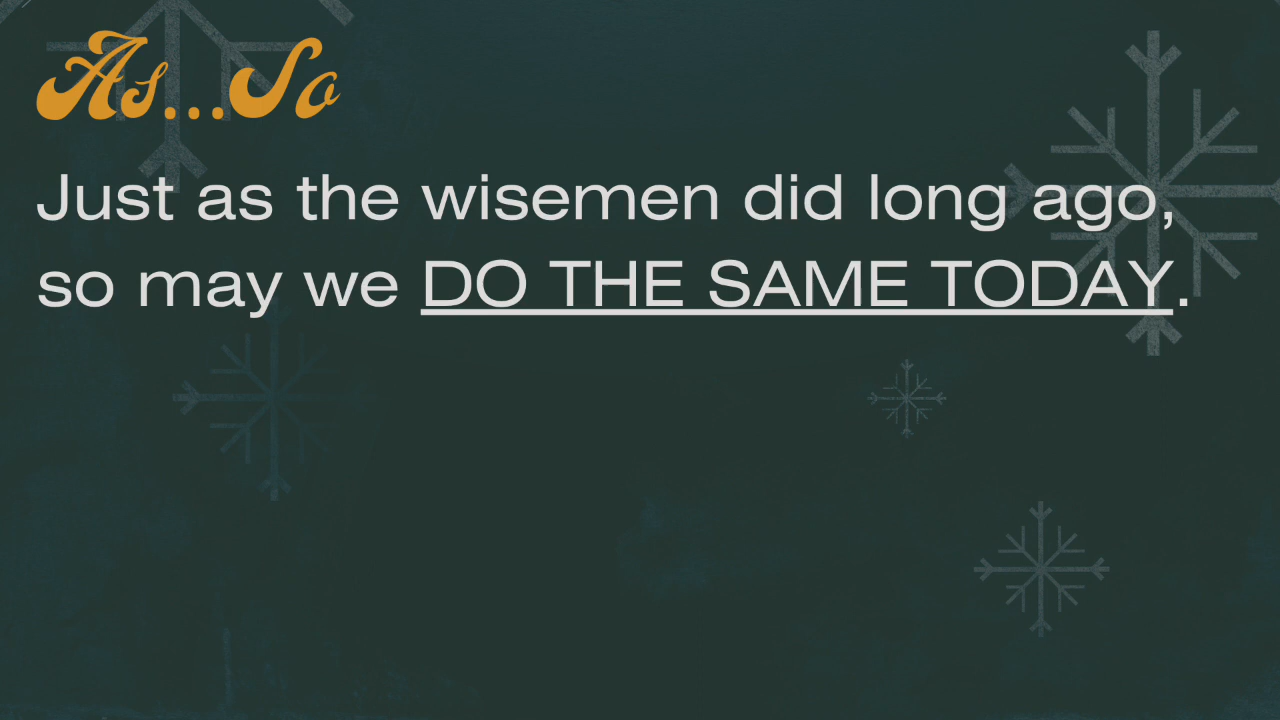 As...So
Just as the wisemen did long ago,
so may we DO THE SAME TODAY.